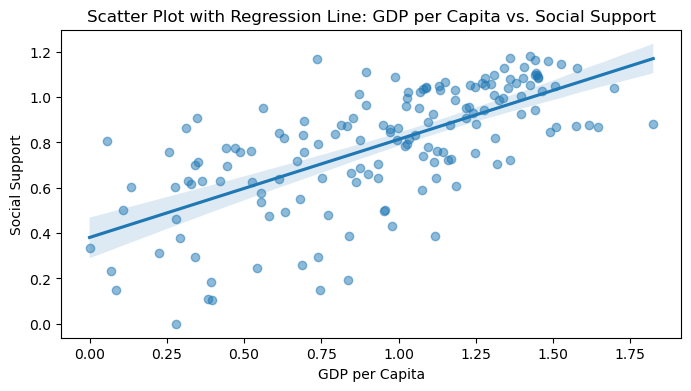 Scatter Plot with Regression Line: GDP per Capita vs. Social Support
Social Support
1.2
1.0
0.8
0.6
0.4
0.2
0.0
0.00 0.25 0.50 0.75 1.00 1.25 1.50 1.75
GDP per Capita